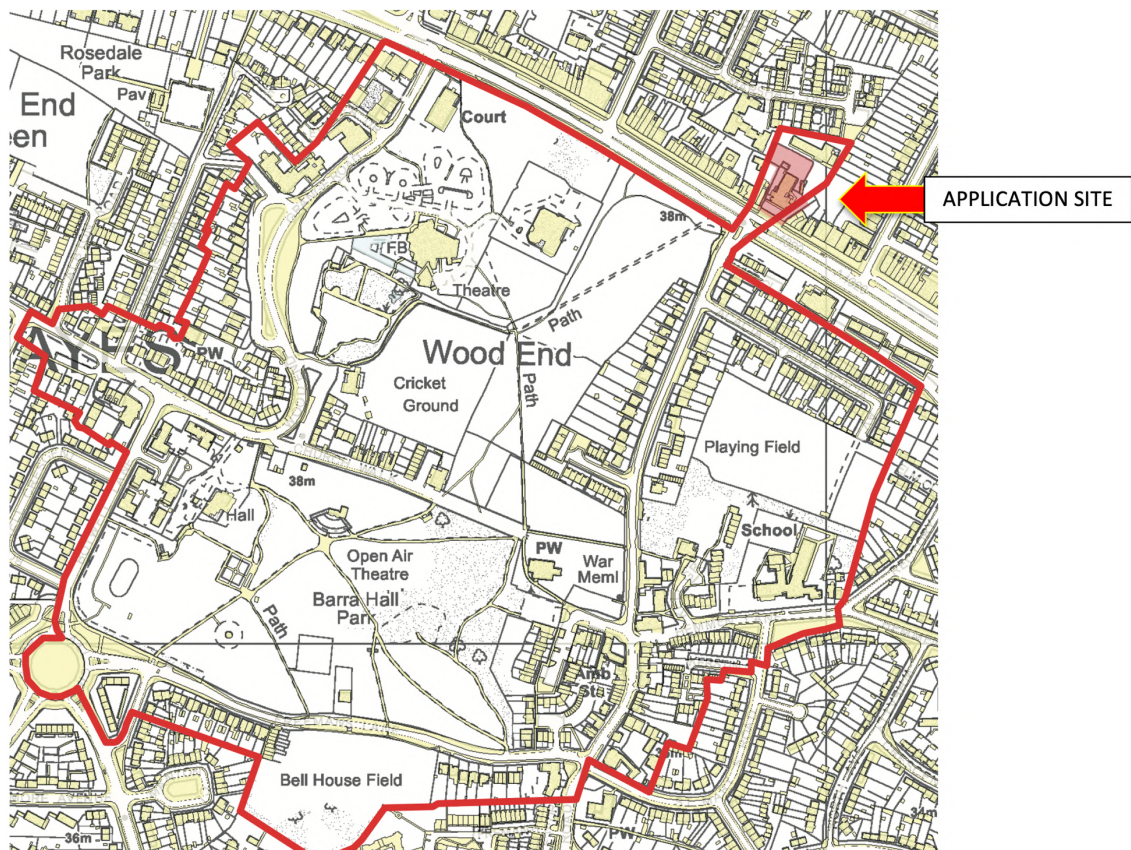 Rosedale
Park
Pav
End
een
Court
APPLICATION SITE
38m
FB
Theatre
Path
Wood End
AYES
PW
Cricket
Ground
Path
Playing Field
38m
Hall
School
Open Air
Theatre
PW
War
Meml
Barra Hall
Park
Path
Amb
Sta
Bell House Field
36m
PW